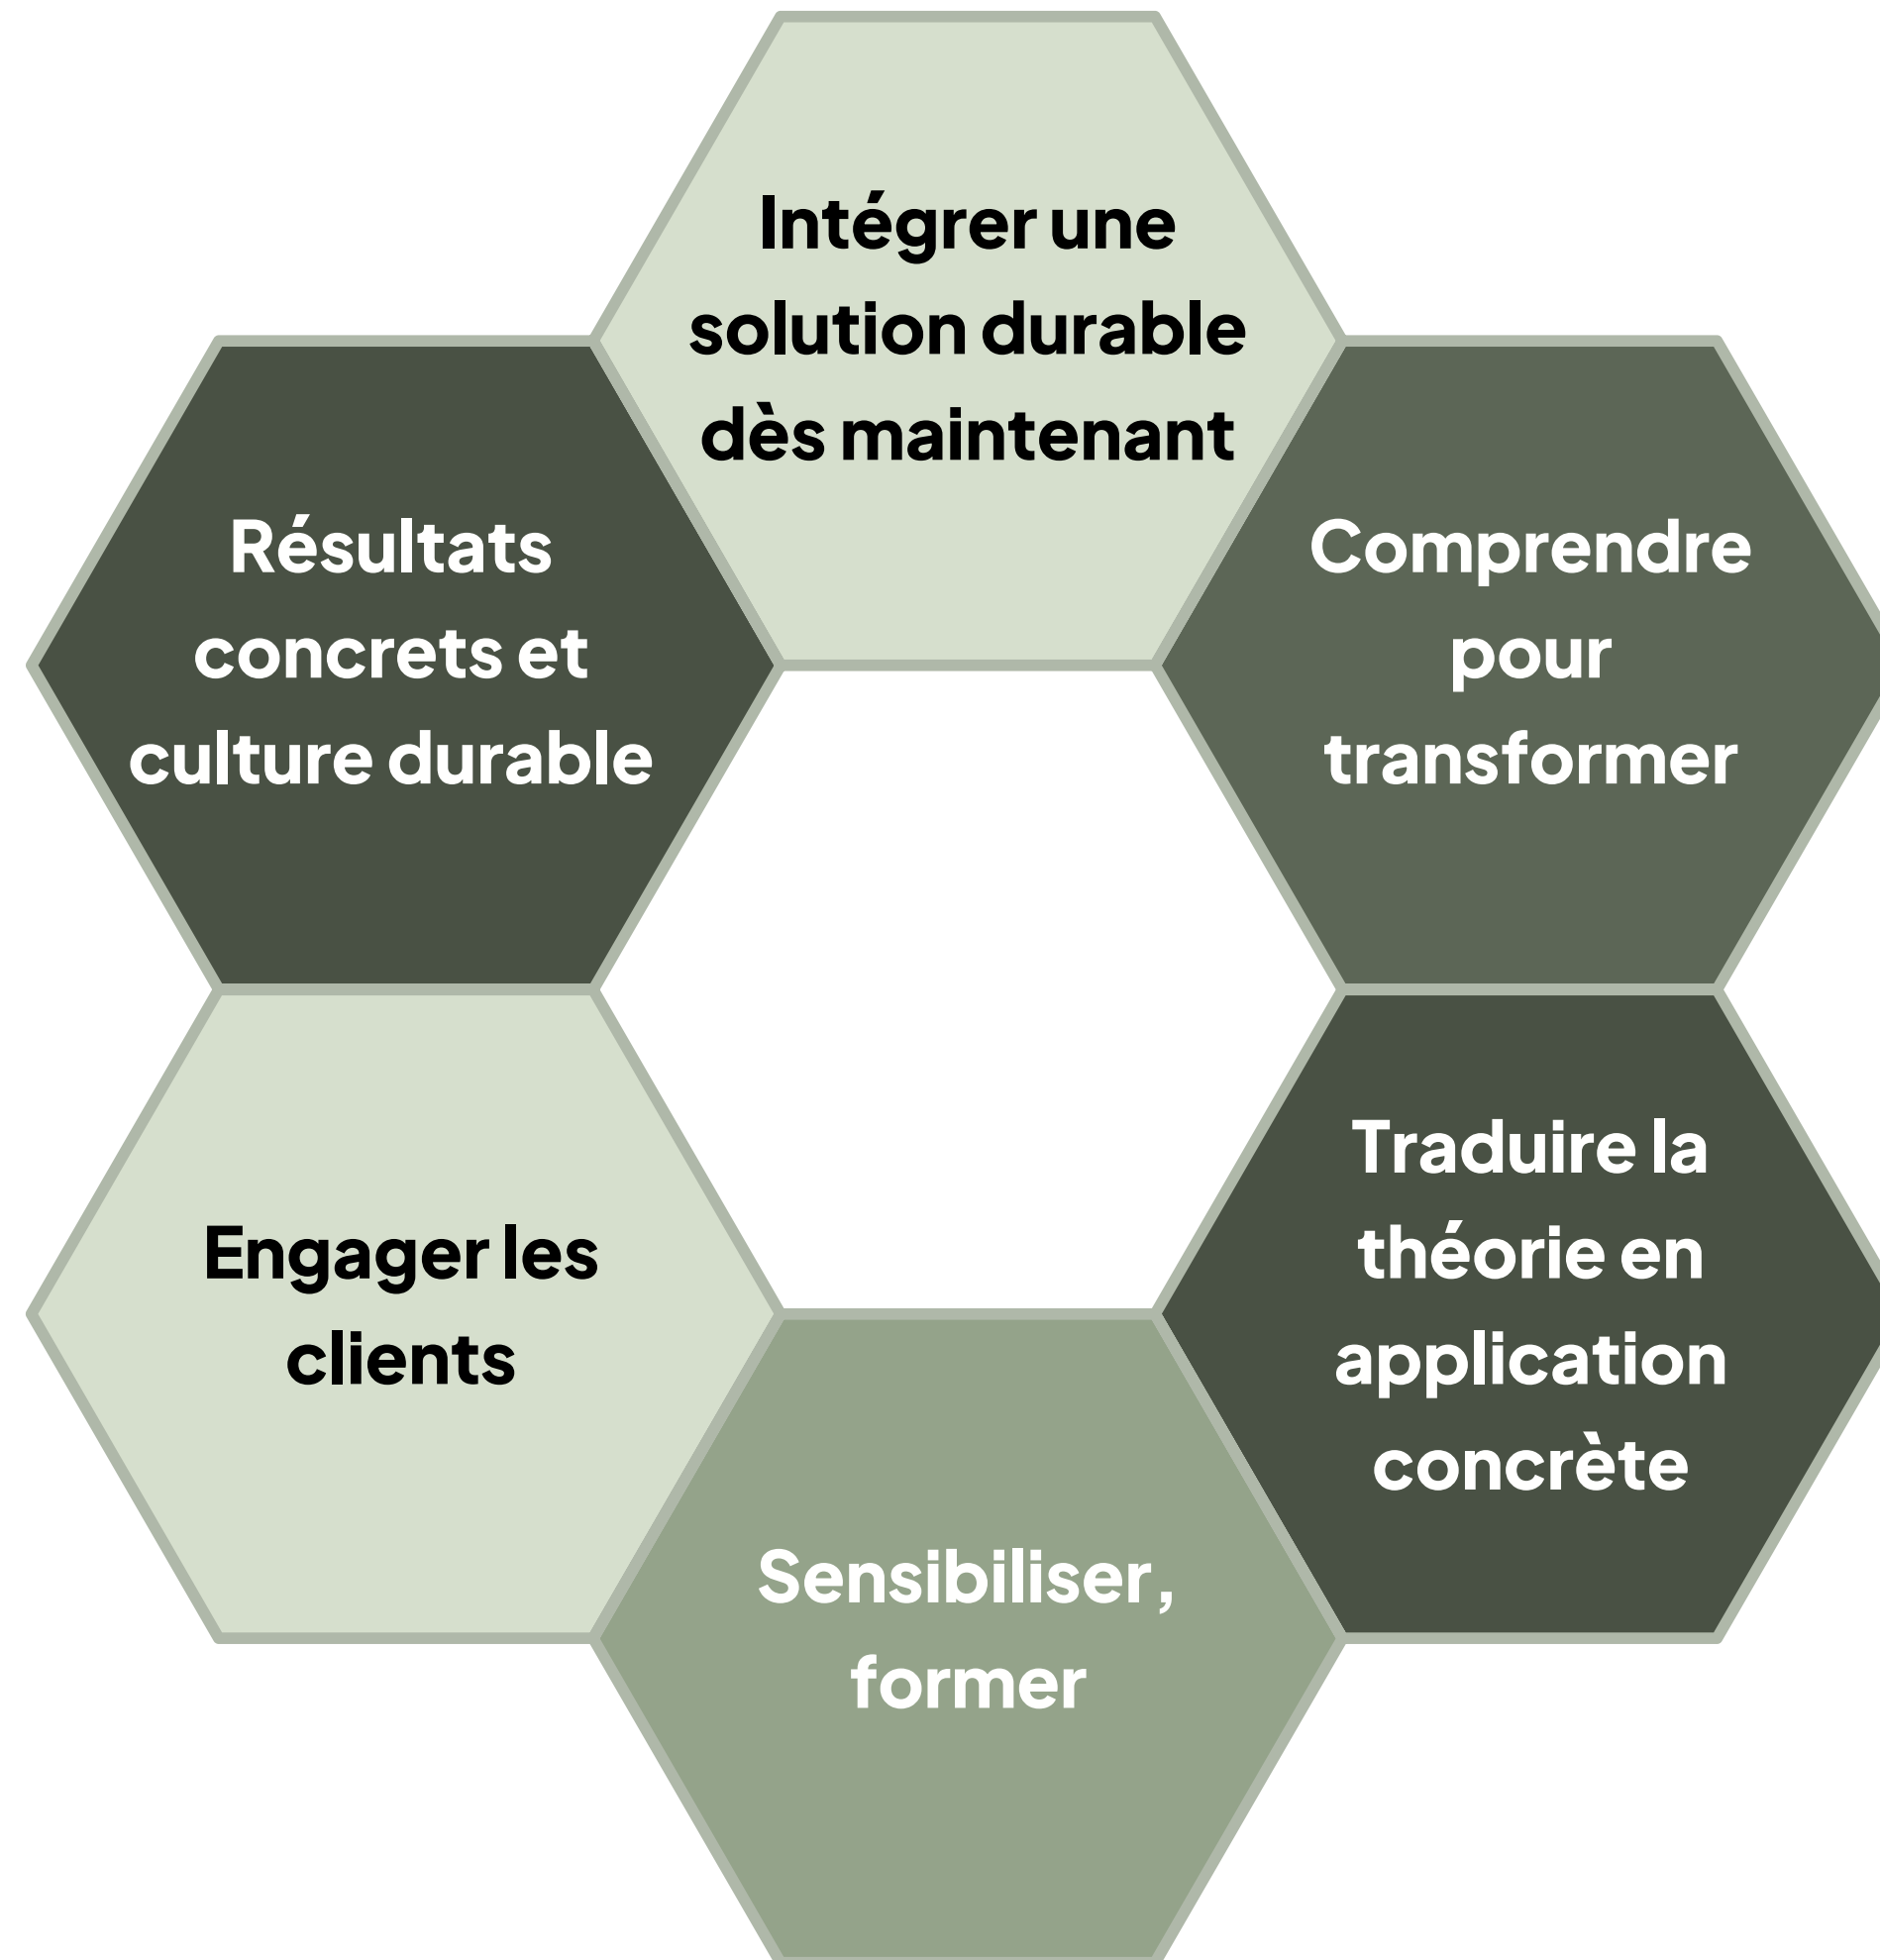 Intégrer une
solution durable
dès maintenant
Résultats
concrets et
culture durable
Comprendre
pour
transformer
Engager les
clients
Traduire la
théorie en
application
concrète
Sensibiliser,
former